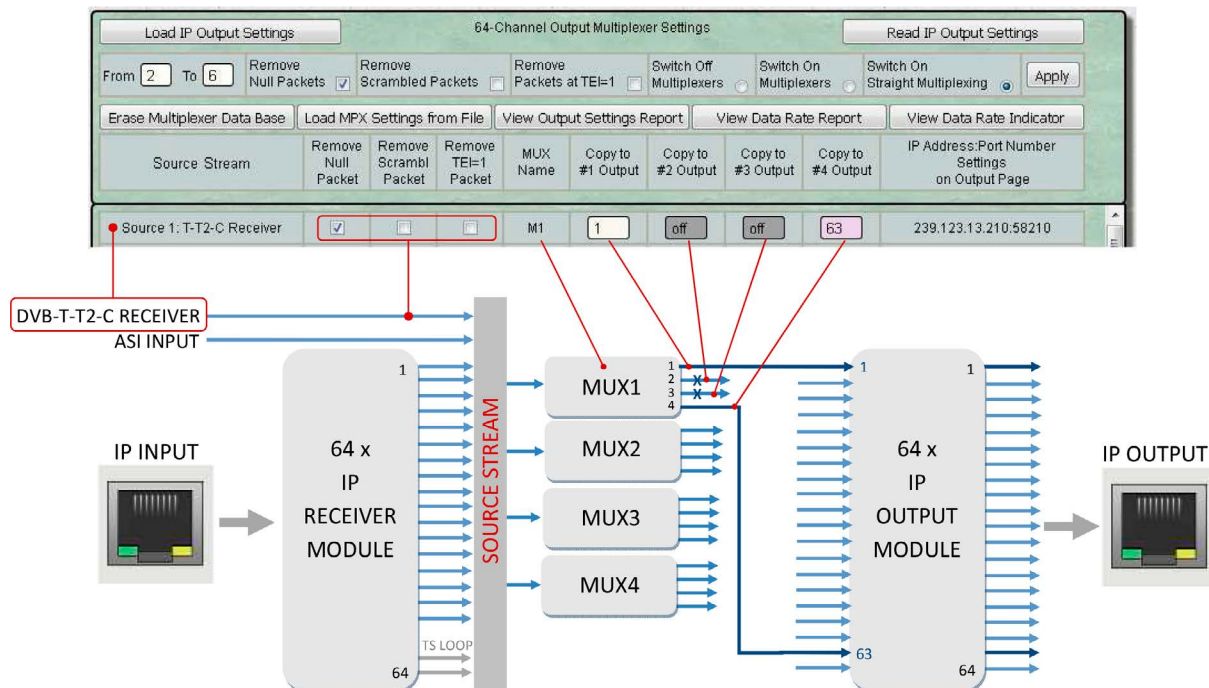 Load IP Output Settings
64-Channel Output Multiplexer Settings
Read IP Output Settings
From 2 To 6
Remove
Null Packets
Remove
Scrambled Packets
Remove
Packets at TEI=1
Switch Off
Multiplexers
Switch On
Multiplexers
Switch On
Straight Multiplexing
Apply
Erase Multiplexer Data Base
Load MPX Settings from File
View Output Settings Report
View Data Rate Report
View Data Rate Indicator
Source Stream
Remove
Null
Packet
Remove
Scrambl
Packet
Remove
TEI=1
Packet
MUX
Name
Copy to
#1 Output
Copy to
#2 Output
Copy to
#3 Output
Copy to
#4 Output
IP Address:Port Number
Settings
on Output Page
Source 1: T-T2-C Receiver
M1
1
off
off
63
239.123.13.210:58210
DVB-T-T2-C RECEIVER
ASI INPUT
IP INPUT
1
64 x
IP
RECEIVER
MODULE
64
TS LOOP
SOURCE STREAM
MUX1
1
2
3
4
X
X
MUX2
MUX3
MUX4
1
63
64 x
IP
OUTPUT
MODULE
1
64
IP OUTPUT